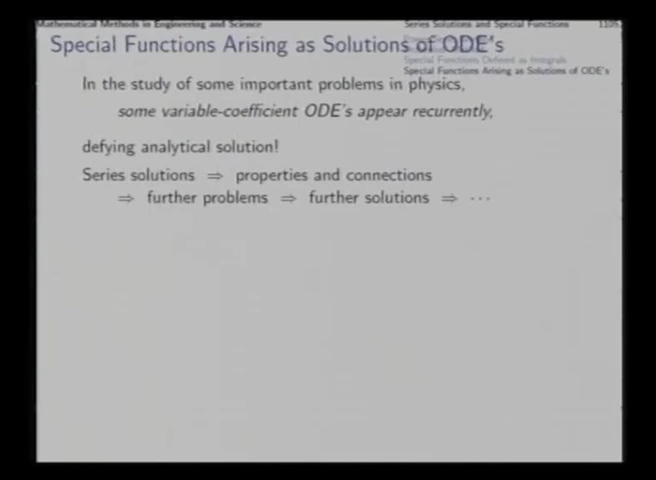 Mathematical Methods in Engineering and Science
Series Solutions and Special Functions
Special Functions Arising as Solutions of ODE's
Special Functions Defined as Integrals
Special Functions Arising as Solutions of ODE's
In the study of some important problems in physics,
some variable-coefficient ODE's appear recurrently,
defying analytical solution!
Series solutions ⇒ properties and connections
⇒ further problems ⇒ further solutions ⇒ ···